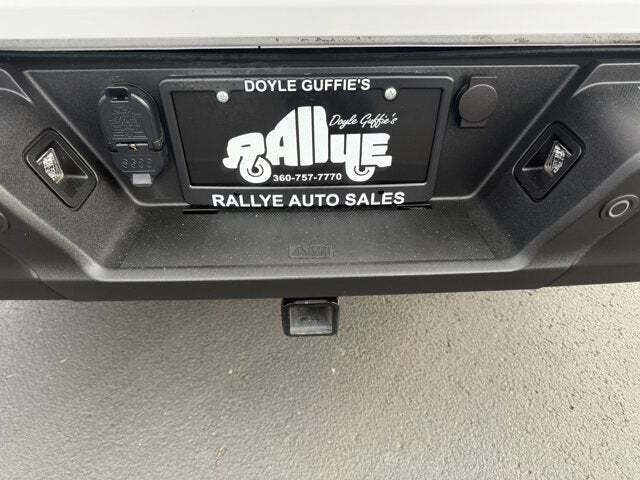 DOYLE GUFFIE'S
Doyle Guffie's
RALLYE
360-757-7770
RALLYE AUTO SALES